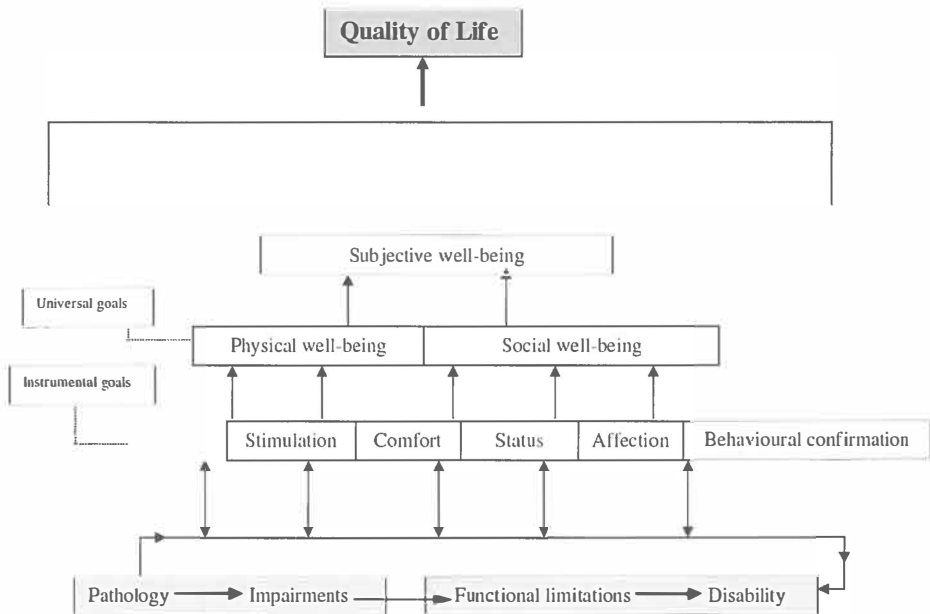 Quality of Life
Subjective well-being
Universal goals
Physical well-being Social well-being
Instrumental goals
Stimulation Comfort Status Affection Behavioural confirmation
Pathology Impairments Functional limitations Disability